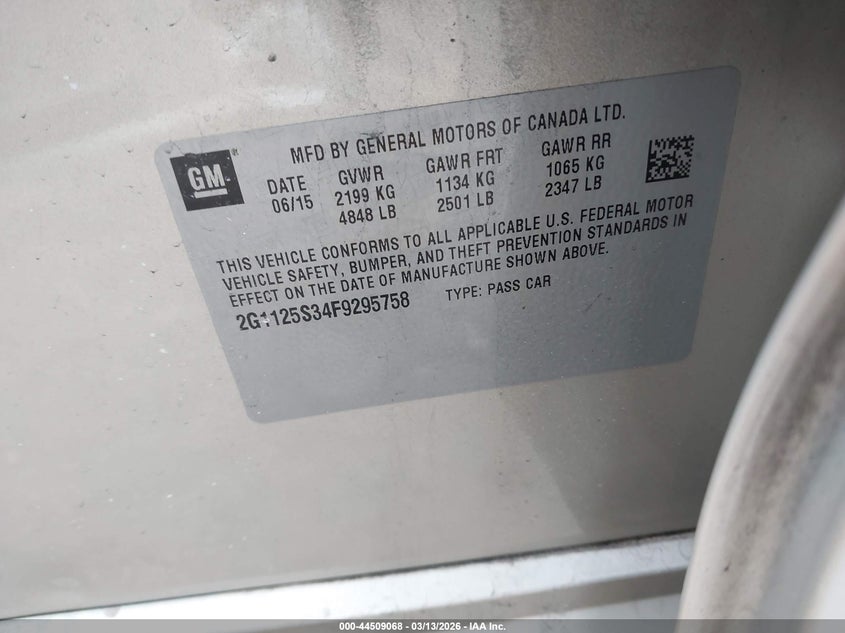 MFD BY GENERAL MOTORS OF CANADA LTD.
GM
DATE GVWR GAWR FRT GAWR RR
06/15 2199 KG 1134 KG 1065 KG
4848 LB 2501 LB 2347 LB
THIS VEHICLE CONFORMS TO ALL APPLICABLE U.S. FEDERAL MOTOR
VEHICLE SAFETY, BUMPER, AND THEFT PREVENTION STANDARDS IN
EFFECT ON THE DATE OF MANUFACTURE SHOWN ABOVE.
2G1125S34F9295758 TYPE: PASS CAR
000-44509068 - 03/13/2026 - IAA Inc.